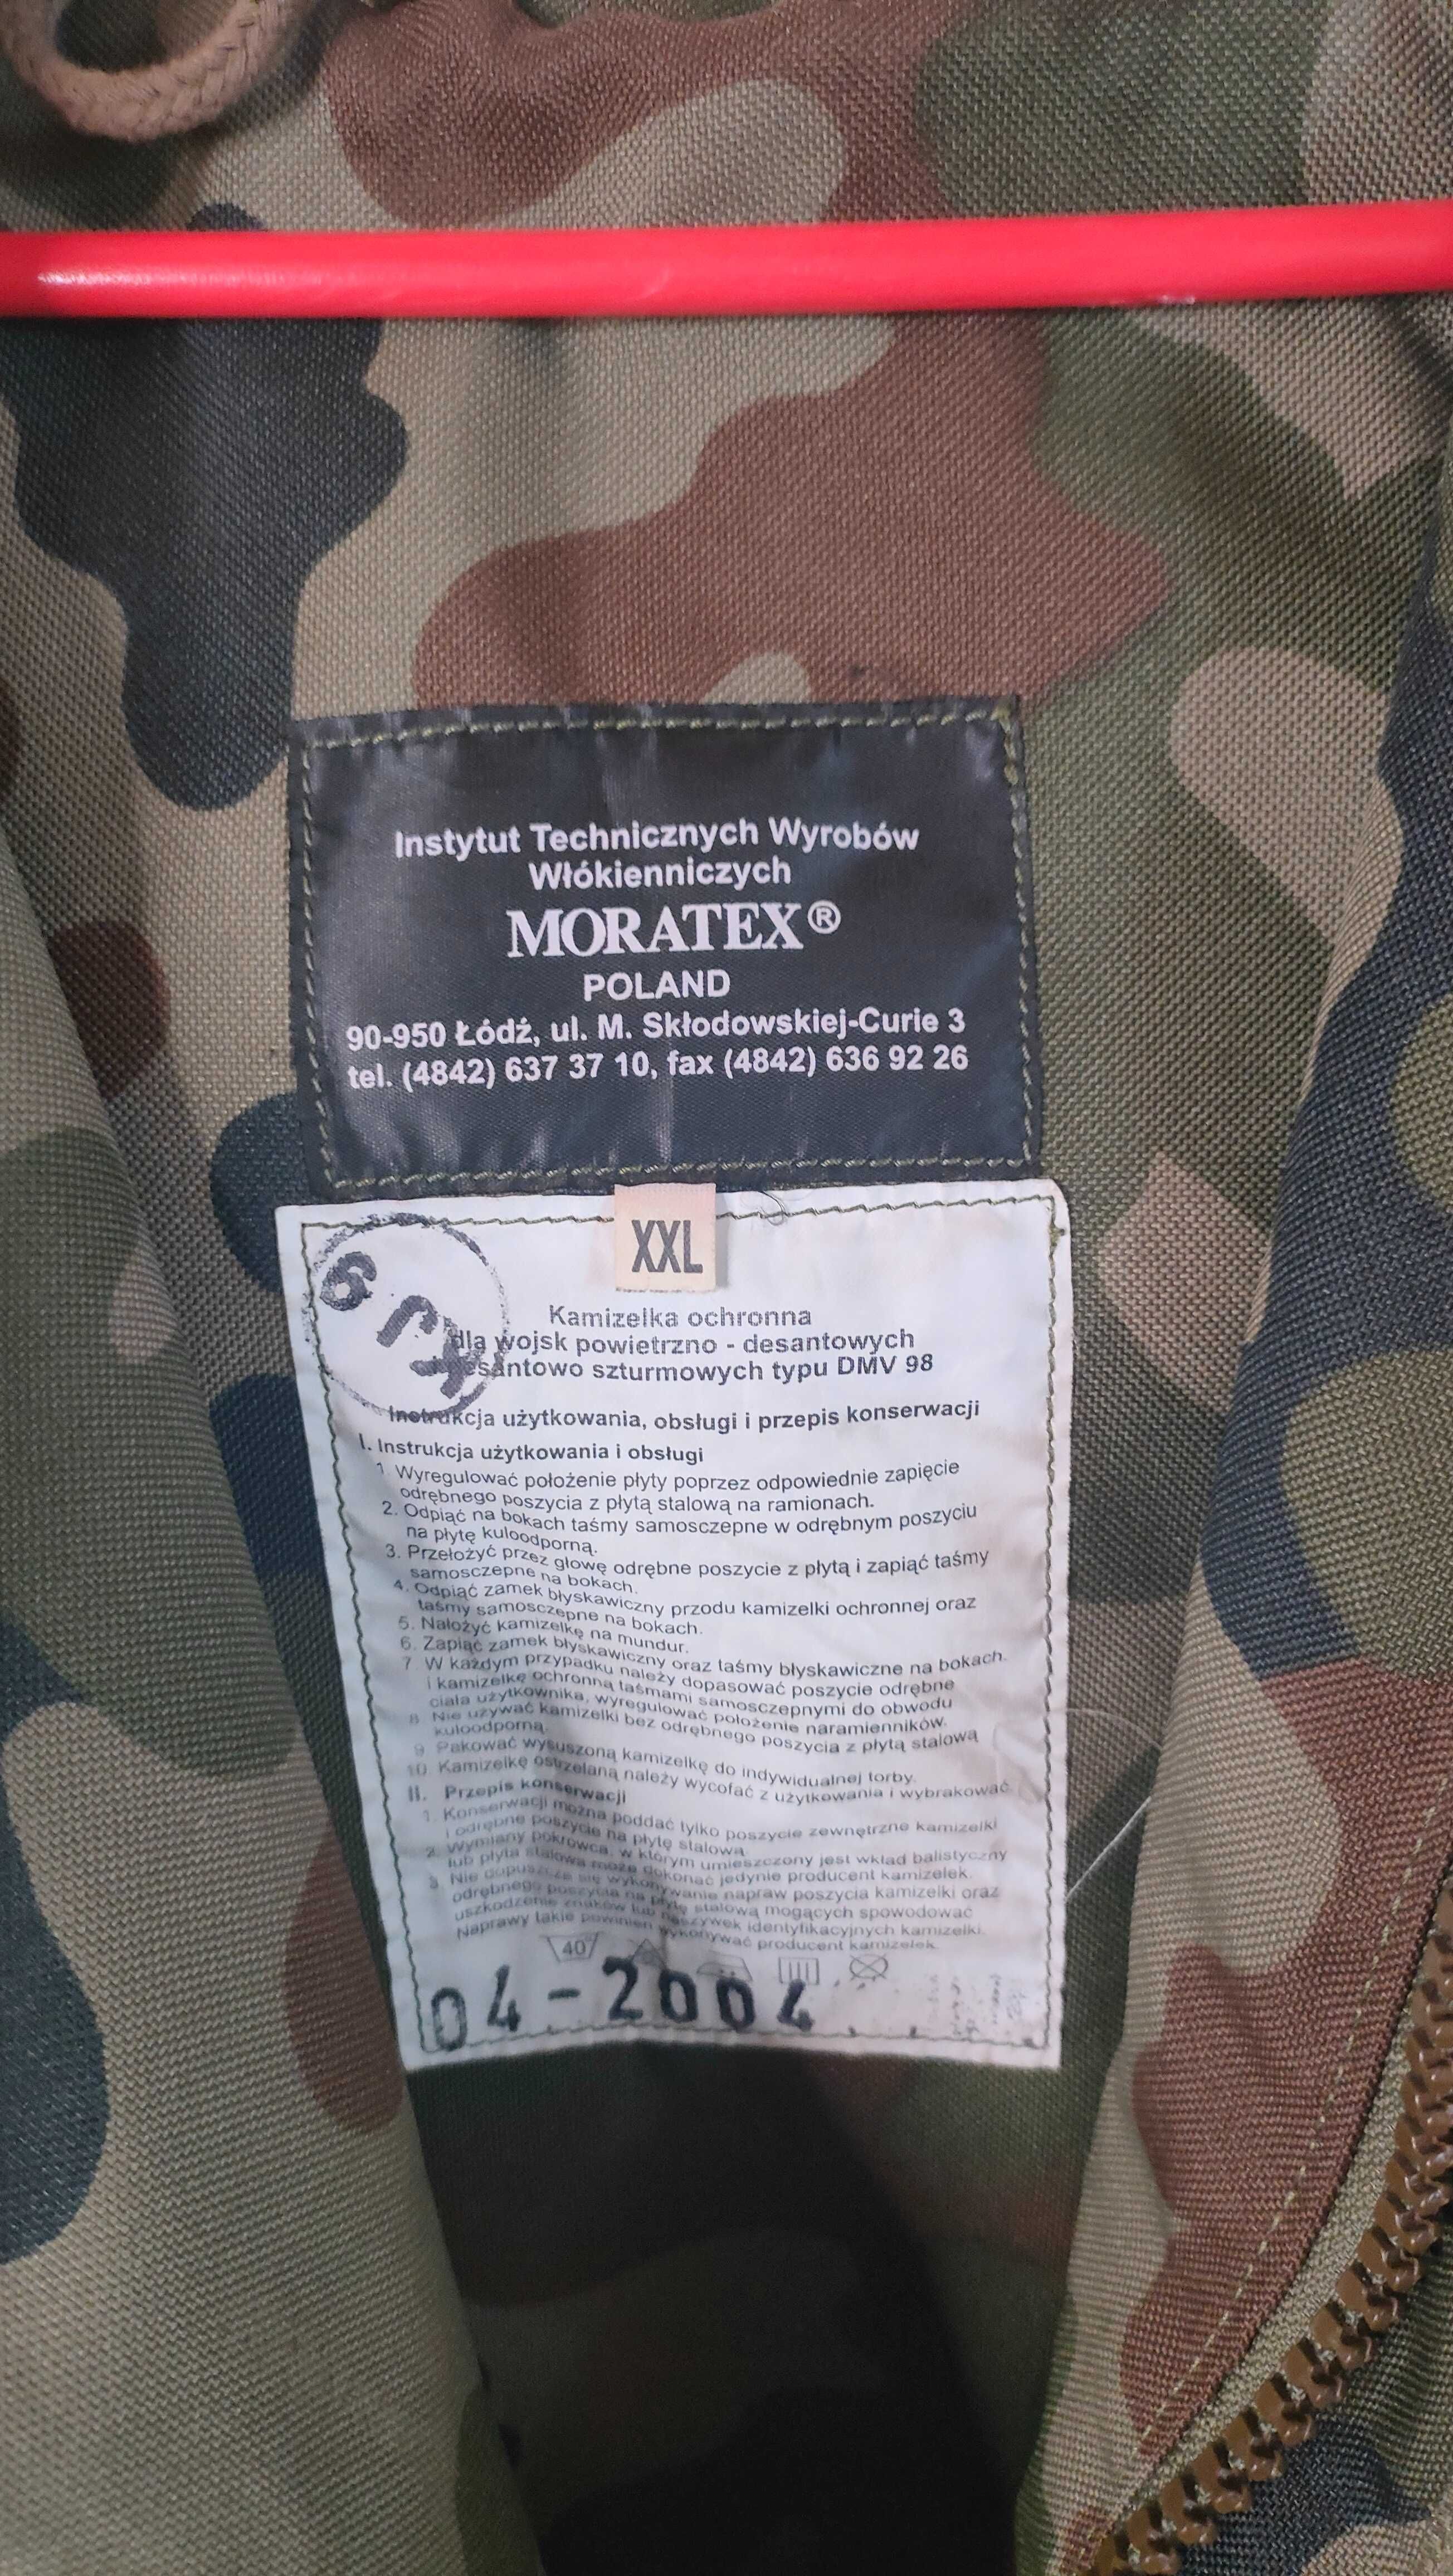 Instytut Technicznych Wyrobów
Włókienniczych
MORATEX®
POLAND
90-950 Łódź, ul. M. Skłodowskiej-Curie 3
tel. (4842) 637 37 10, fax (4842) 636 92 26
XXL
Kamizelka ochronna
dla wojsk powietrzno - desantowych
esantowo szturmowych typu DMV 98
Instrukcja użytkowania, obsługi i przepis konserwacji
I. Instrukcja użytkowania i obsługi
1. Wyregulować położenie płyty poprzez odpowiednie zapięcie
odrębnego poszycia z płytą stalową na ramionach.
2. Odpiąć na bokach taśmy samosczepne w odrębnym poszyciu
na płytę kuloodporną.
3. Przełożyć przez głowę odrębne poszycie z płytą i zapiąć taśmy
samosczepne na bokach.
4. Odpiąć zamek błyskawiczny przodu kamizelki ochronnej oraz
taśmy samosczepne na bokach.
5. Nałożyć kamizelkę na mundur.
6. Zapiąć zamek błyskawiczny oraz taśmy błyskawiczne na bokach.
7. W każdym przypadku należy dopasować poszycie odrębne
i kamizelkę ochronną taśmami samosczepnymi do obwodu
ciała użytkownika, wyregulować położenie naramienników.
8. Nie używać kamizelki bez odrębnego poszycia z płytą stalową
kuloodporną.
9. Pakować wysuszoną kamizelkę do indywidualnej torby.
10. Kamizelkę ostrzelaną należy wycofać z użytkowania i wybrakować.
II. Przepis konserwacji
1. Konserwacji można poddać tylko poszycie zewnętrzne kamizelki
i odrębne poszycie na płytę stalową.
2. Wymiany pokrowca, w którym umieszczony jest wkład balistyczny
lub płyta stalowa może dokonać jedynie producent kamizelek.
3. Nie dopuszcza się wykonywanie napraw poszycia kamizelki oraz
odrębnego poszycia na płytę stalową mogących spowodować
uszkodzenie znaków lub naszywek identyfikacyjnych kamizelki.
Naprawy takie powinien wykonywać producent kamizelek.
40
04-2004